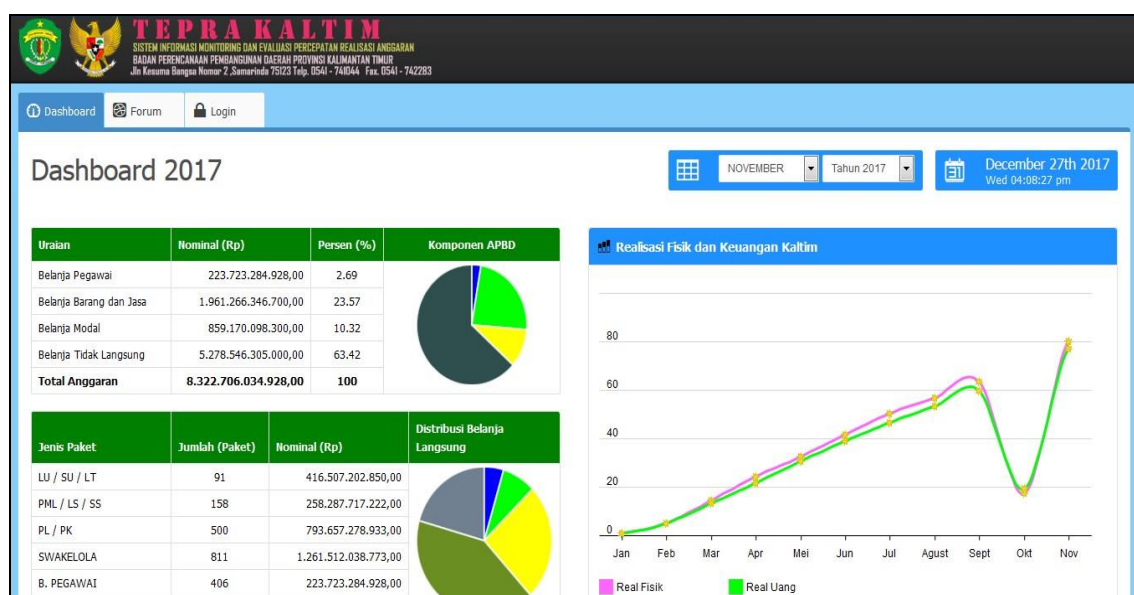 TEPRA KALTIM
SISTEM INFORMASI MONITORING DAN EVALUASI PERCEPATAN REALISASI ANGGARAN
BADAN PERENCANAAN PEMBANGUNAN DAERAH PROVINSI KALIMANTAN TIMUR
Jln Kesuma Bangsa Nomor 2 ,Samarinda 75123 Telp. 0541 - 741044 Fax. 0541 - 742283
Dashboard Forum Login
Dashboard 2017
NOVEMBER Tahun 2017
31 December 27th 2017
Wed 04:08:27 pm
Uraian Nominal (Rp) Persen (%) Komponen APBD
Belanja Pegawai 223.723.284.928,00 2.69
Belanja Barang dan Jasa 1.961.266.346.700,00 23.57
Belanja Modal 859.170.098.300,00 10.32
Belanja Tidak Langsung 5.278.546.305.000,00 63.42
Total Anggaran 8.322.706.034.928,00 100
Jenis Paket Jumlah (Paket) Nominal (Rp) Distribusi Belanja Langsung
LU / SU / LT 91 416.507.202.850,00
PML / LS / SS 158 258.287.717.222,00
PL / PK 500 793.657.278.933,00
SWAKELOLA 811 1.261.512.038.773,00
B. PEGAWAI 406 223.723.284.928,00
Realisasi Fisik dan Keuangan Kaltim
80
60
40
20
0
Jan Feb Mar Apr Mei Jun Jul Agust Sept Okt Nov
Real Fisik Real Uang